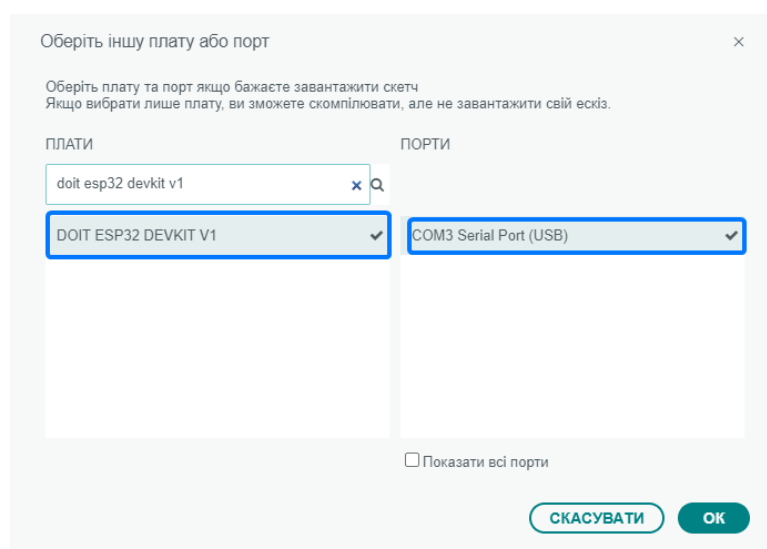 Оберіть іншу плату або порт
Оберіть плату та порт якщо бажаєте завантажити скетч
Якщо вибрати лише плату, ви зможете скомпілювати, але не завантажити свій ескіз.
ПЛАТИ
ПОРТИ
doit esp32 devkit v1
DOIT ESP32 DEVKIT V1
COM3 Serial Port (USB)
Показати всі порти
СКАСУВАТИ
ОК